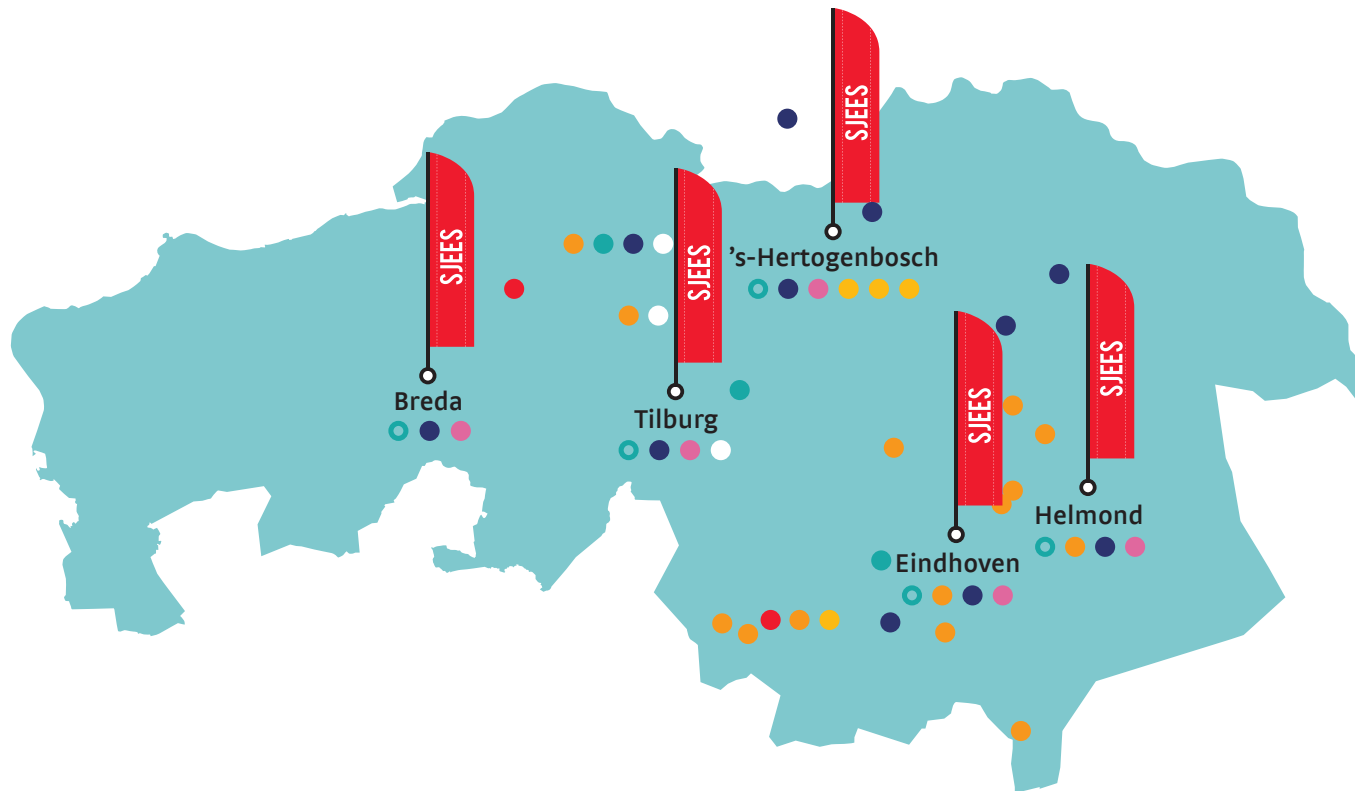 SJEES
SJEES
SJEES
's-Hertogenbosch
SJEES
SJEES
Breda
Tilburg
Helmond
Eindhoven